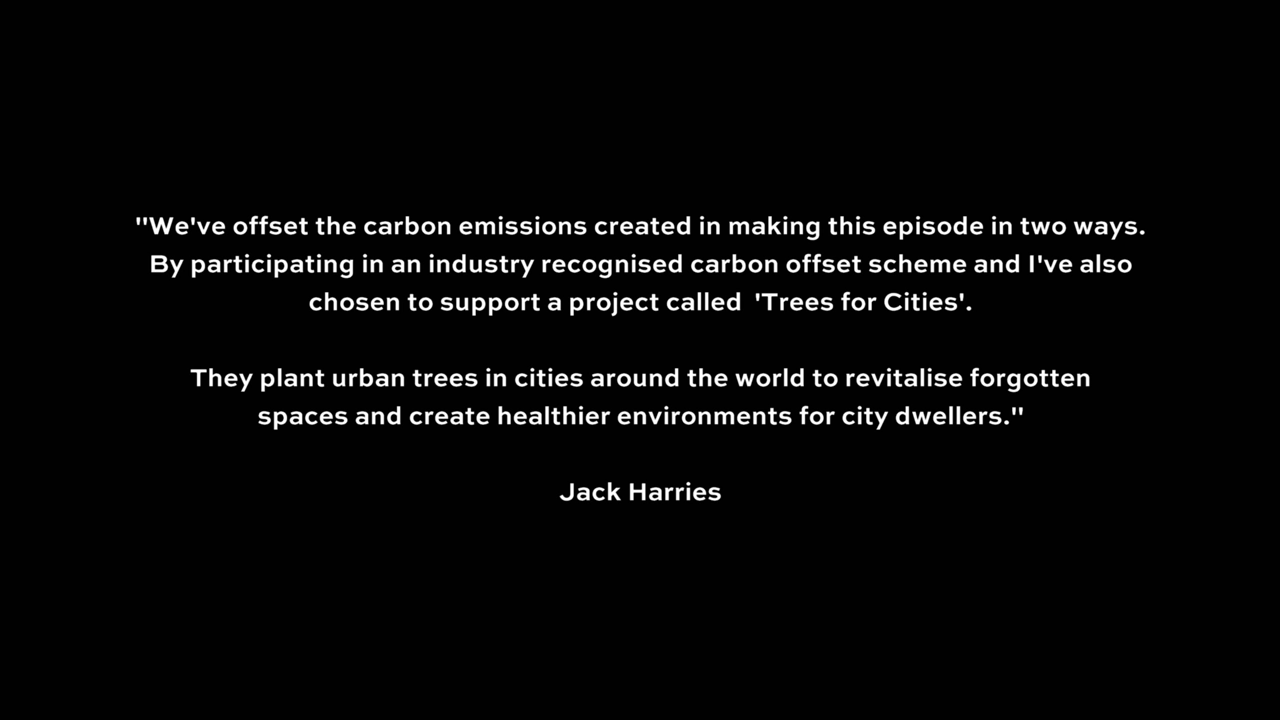 "We've offset the carbon emissions created in making this episode in two ways.
By participating in an industry recognised carbon offset scheme and I've also
chosen to support a project called  'Trees for Cities'.
They plant urban trees in cities around the world to revitalise forgotten
spaces and create healthier environments for city dwellers."
Jack Harries